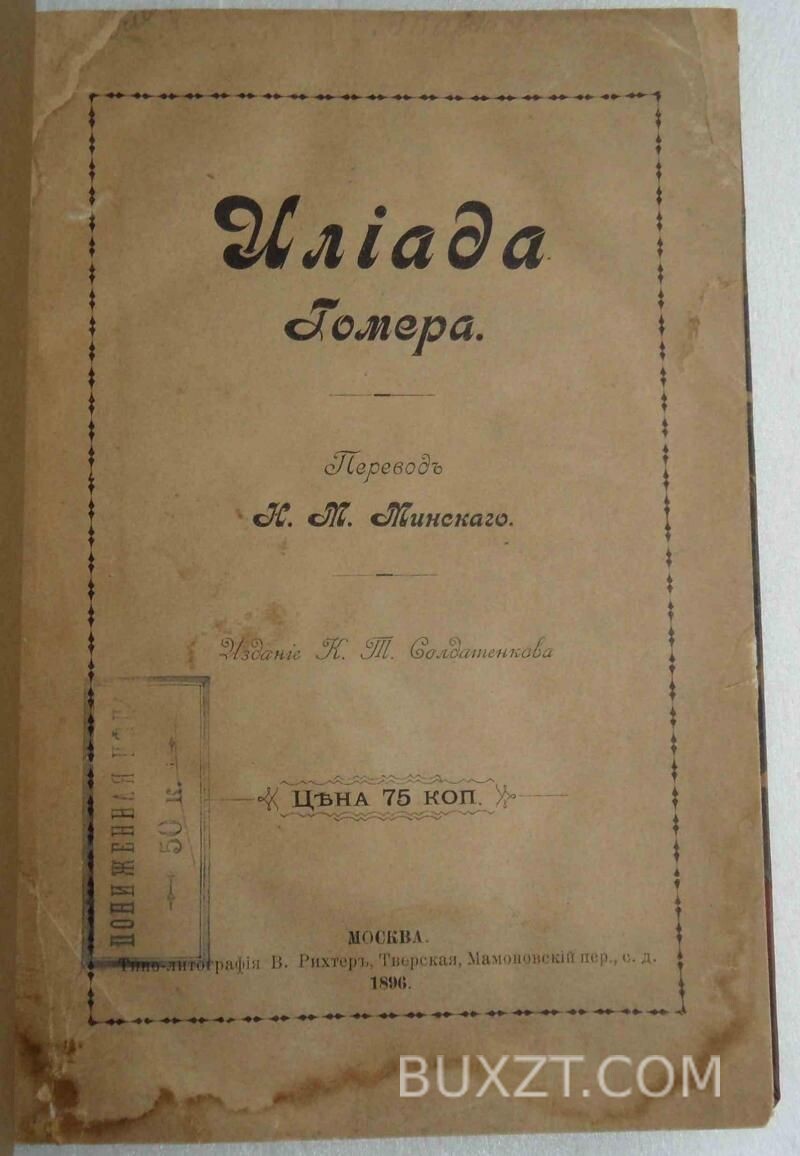 Иліада
Гомера.
Переводъ
Н. М. Минскаго.
Изданіе К. Т. Солдатенкова
ЦѢНА 75 КОП.
ПОНИЖЕННАЯ
50 к.
МОСКВА.
Типо-литографія В. Рихтеръ, Тверская, Мамоновскій пер., с. д.
1896.
BUXZT.COM